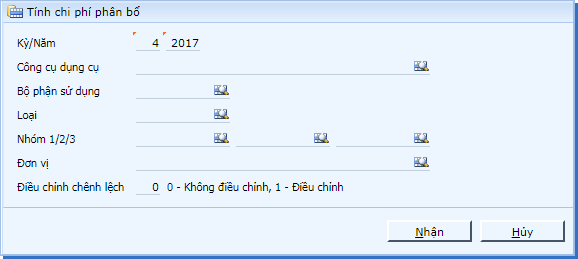 Tính chi phí phân bổ
Kỳ/Năm 4 2017
Công cụ dụng cụ
Bộ phận sử dụng
Loại
Nhóm 1/2/3
Đơn vị
Điều chỉnh chênh lệch 0 0 - Không điều chỉnh, 1 - Điều chỉnh
Nhận Hủy